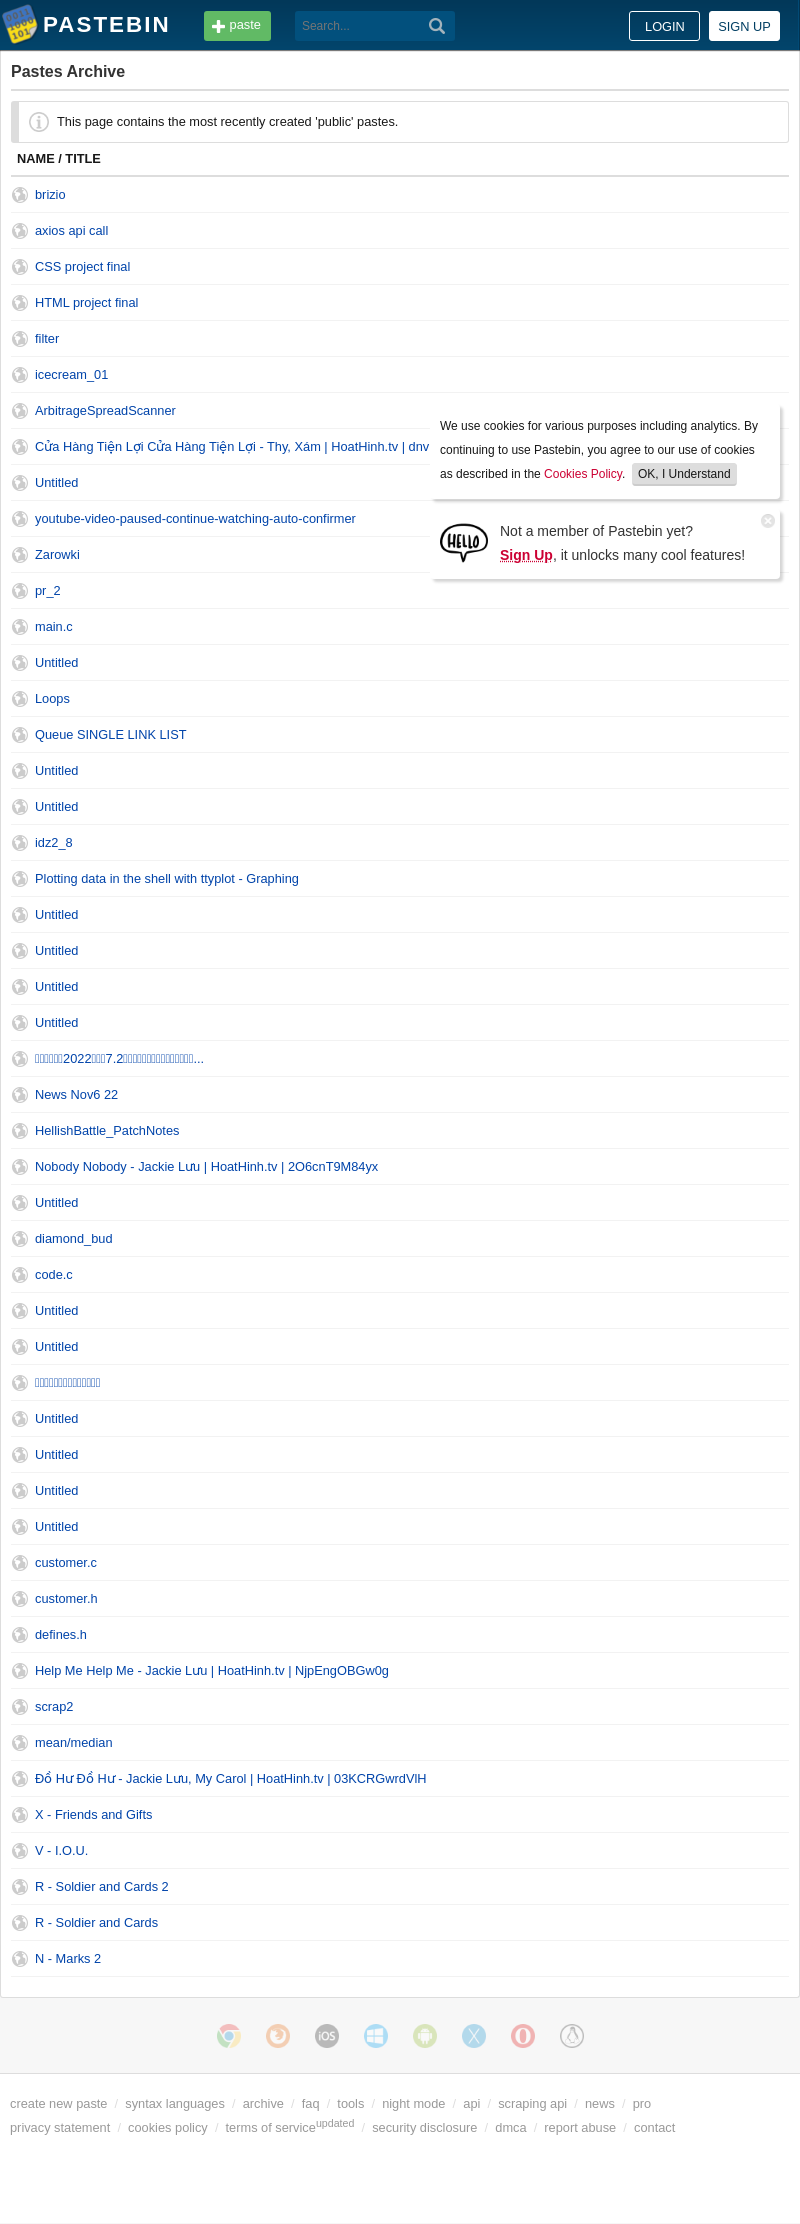 PASTEBIN
paste
Search...
LOGIN
SIGN UP
Pastes Archive
This page contains the most recently created 'public' pastes.
NAME / TITLE
brizio
axios api call
CSS project final
HTML project final
filter
icecream_01
ArbitrageSpreadScanner
Cửa Hàng Tiện Lợi Cửa Hàng Tiện Lợi - Thy, Xám | HoatHinh.tv | dnv
Untitled
youtube-video-paused-continue-watching-auto-confirmer
Zarowki
We use cookies for various purposes including analytics. By
continuing to use Pastebin, you agree to our use of cookies
as described in the Cookies Policy. OK, I Understand
HELLO
Not a member of Pastebin yet?
Sign Up, it unlocks many cool features!
pr_2
main.c
Untitled
Loops
Queue SINGLE LINK LIST
Untitled
Untitled
idz2_8
Plotting data in the shell with ttyplot - Graphing
Untitled
Untitled
Untitled
Untitled
2022 7.2 ...
News Nov6 22
HellishBattle_PatchNotes
Nobody Nobody - Jackie Lưu | HoatHinh.tv | 2O6cnT9M84yx
Untitled
diamond_bud
code.c
Untitled
Untitled
Untitled
Untitled
Untitled
Untitled
customer.c
customer.h
defines.h
Help Me Help Me - Jackie Lưu | HoatHinh.tv | NjpEngOBGw0g
scrap2
mean/median
Đồ Hư Đồ Hư - Jackie Lưu, My Carol | HoatHinh.tv | 03KCRGwrdVlH
X - Friends and Gifts
V - I.O.U.
R - Soldier and Cards 2
R - Soldier and Cards
N - Marks 2
iOS
create new paste / syntax languages / archive / faq / tools / night mode / api / scraping api / news / pro
privacy statement / cookies policy / terms of service updated / security disclosure / dmca / report abuse / contact